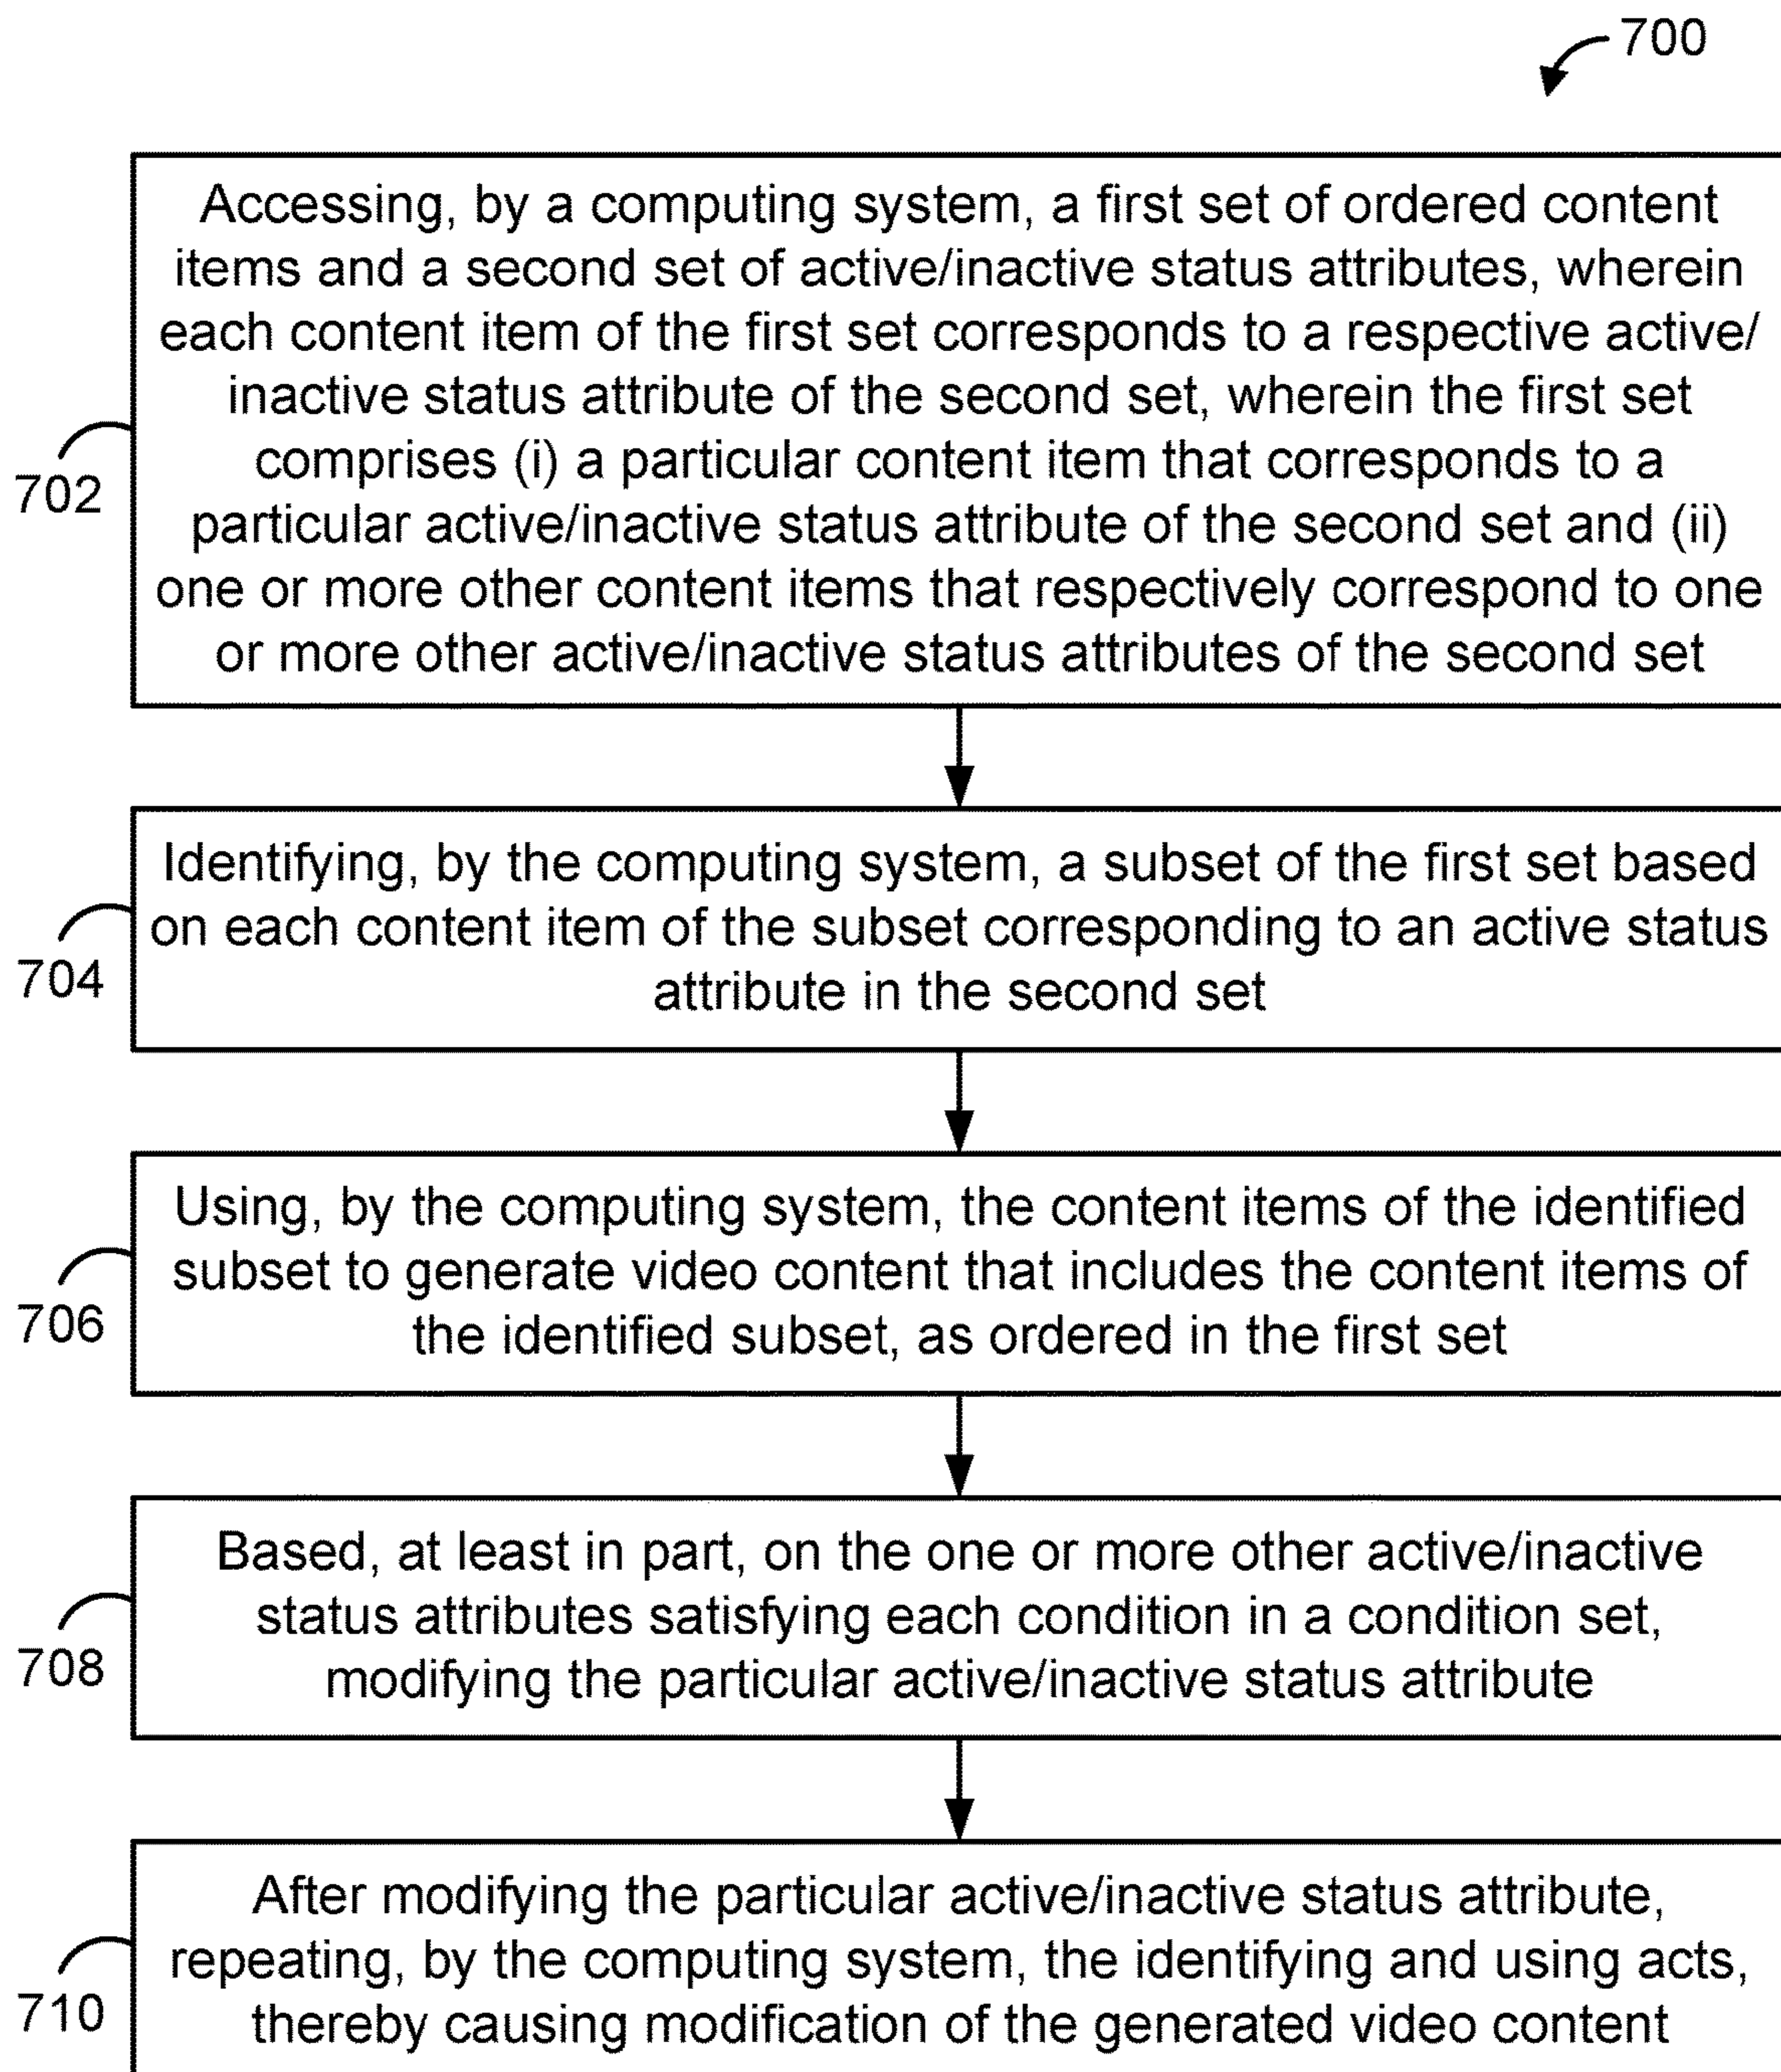 700
Accessing, by a computing system, a first set of ordered content
items and a second set of active/inactive status attributes, wherein
each content item of the first set corresponds to a respective active/
inactive status attribute of the second set, wherein the first set
comprises (i) a particular content item that corresponds to a
particular active/inactive status attribute of the second set and (ii)
one or more other content items that respectively correspond to one
or more other active/inactive status attributes of the second set
702
Identifying, by the computing system, a subset of the first set based
on each content item of the subset corresponding to an active status
attribute in the second set
704
Using, by the computing system, the content items of the identified
subset to generate video content that includes the content items of
the identified subset, as ordered in the first set
706
Based, at least in part, on the one or more other active/inactive
status attributes satisfying each condition in a condition set,
modifying the particular active/inactive status attribute
708
After modifying the particular active/inactive status attribute,
repeating, by the computing system, the identifying and using acts,
thereby causing modification of the generated video content
710